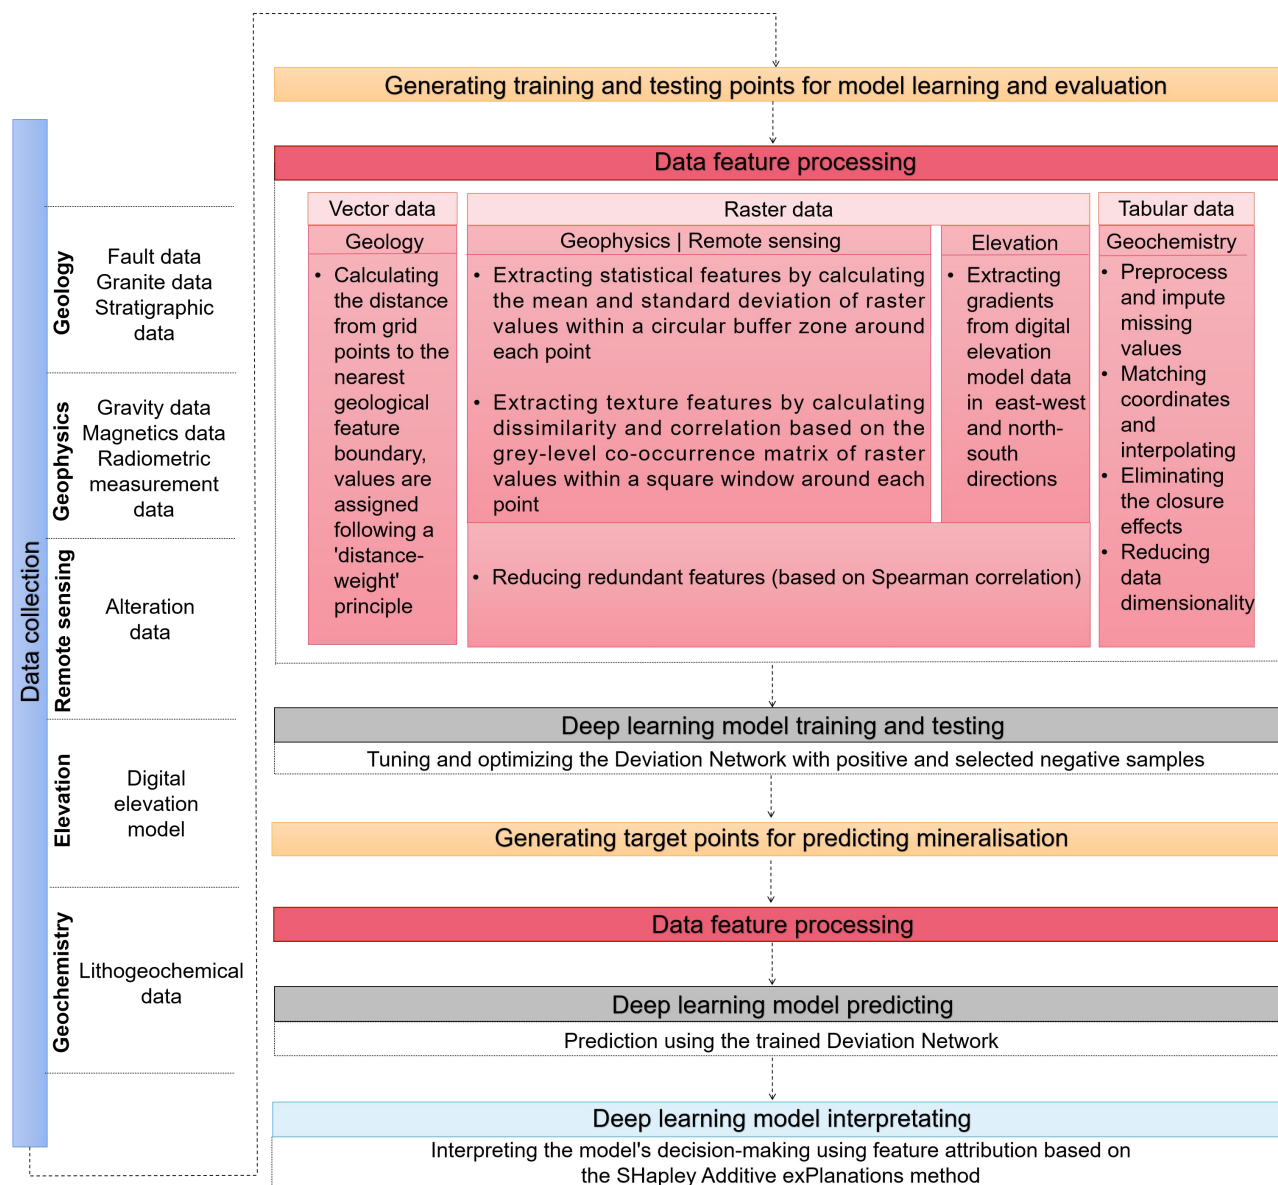 Data collection
Geology
Fault data
Granite data
Stratigraphic
data
Geophysics
Gravity data
Magnetics data
Radiometric
measurement
data
Remote sensing
Alteration
data
Elevation
Digital
elevation
model
Geochemistry
Lithogeochemical
data
Generating training and testing points for model learning and evaluation
Data feature processing
Vector data
Geology
• Calculating
the distance
from grid
points to the
nearest
geological
feature
boundary,
values are
assigned
following a
'distance-
weight'
principle
Raster data
Geophysics | Remote sensing
• Extracting statistical features by calculating
the mean and standard deviation of raster
values within a circular buffer zone around
each point
• Extracting texture features by calculating
dissimilarity and correlation based on the
grey-level co-occurrence matrix of raster
values within a square window around each
point
Elevation
• Extracting
gradients
from digital
elevation
model data
in east-west
and north-
south
directions
• Reducing redundant features (based on Spearman correlation)
Tabular data
Geochemistry
• Preprocess
and impute
missing
values
• Matching
coordinates
and
interpolating
• Eliminating
the closure
effects
• Reducing
data
dimensionality
Deep learning model training and testing
Tuning and optimizing the Deviation Network with positive and selected negative samples
Generating target points for predicting mineralisation
Data feature processing
Deep learning model predicting
Prediction using the trained Deviation Network
Deep learning model interpretating
Interpreting the model's decision-making using feature attribution based on
the SHapley Additive exPlanations method